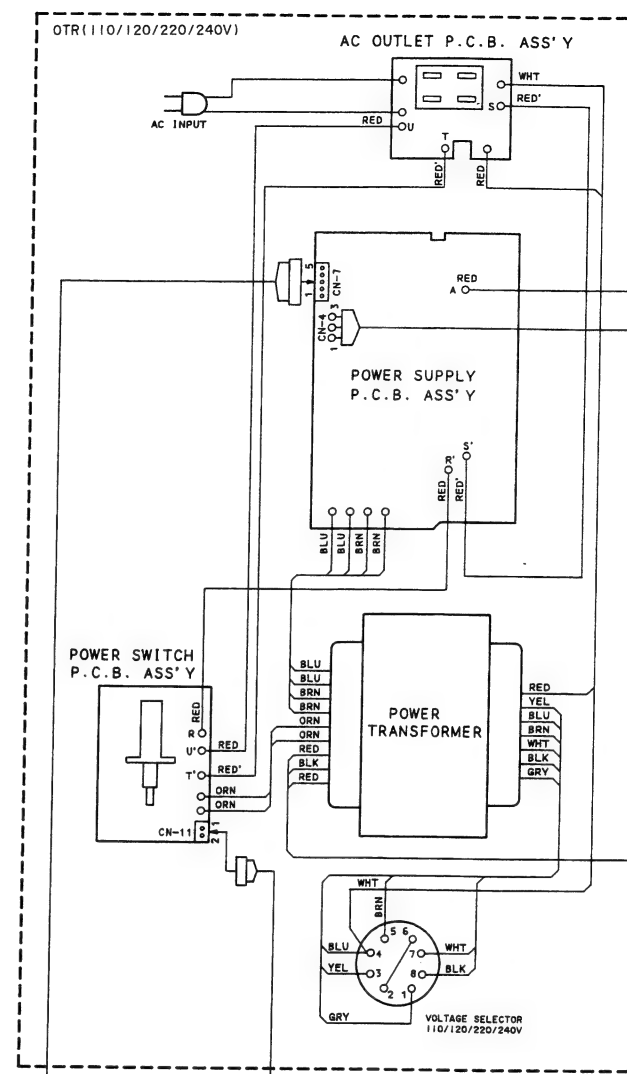 OTR(110/120/220/240V)
AC OUTLET P.C.B. ASS'Y
WHT
RED'
S
AC INPUT
RED
U
T
RED'
RED
5
1
CN-7
RED
A
3
CN-4
1
POWER SUPPLY
P.C.B. ASS'Y
S'
R'
RED
RED'
BLU
BLU
BRN
BRN
POWER SWITCH
P.C.B. ASS'Y
RED
R
U'
RED
T'
RED'
ORN
ORN
CN-11
1
2
BLU
BLU
BRN
BRN
ORN
ORN
RED
BLK
RED
POWER
TRANSFORMER
RED
YEL
BLU
BRN
WHT
BLK
GRY
WHT
BRN
5
6
BLU
4
7
WHT
YEL
3
8
BLK
2
1
GRY
VOLTAGE SELECTOR
110/120/220/240V